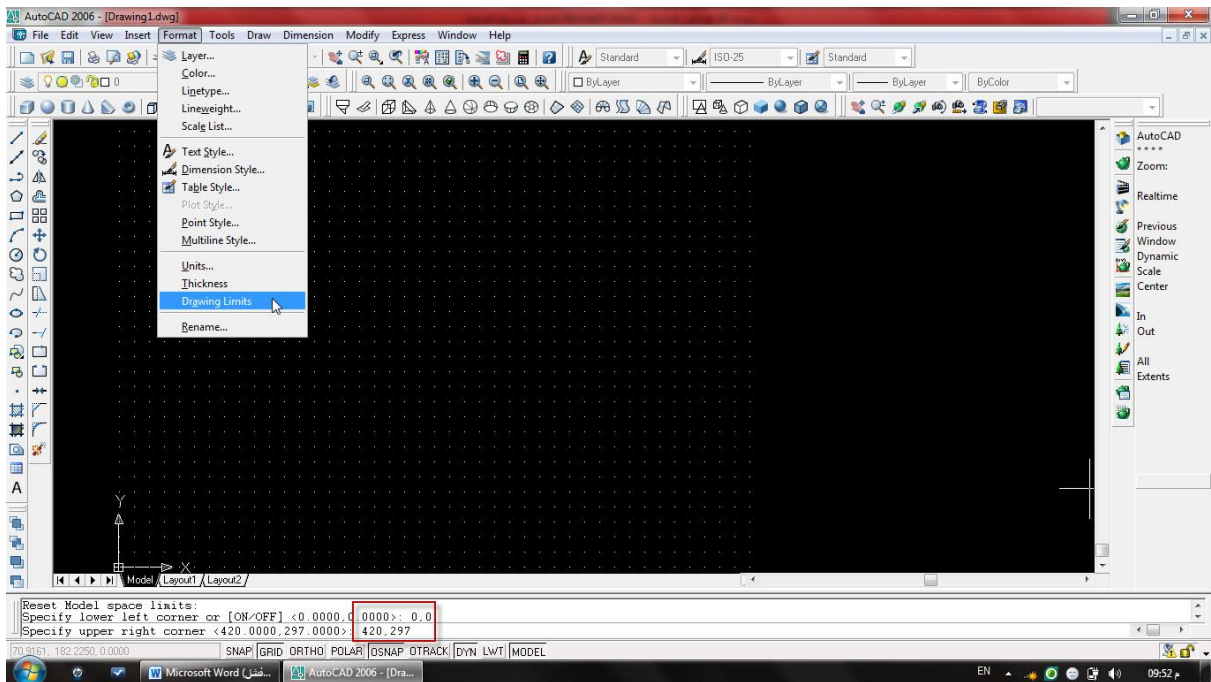 AutoCAD 2006 - [Drawing1.dwg]
File Edit View Insert Format Tools Draw Dimension Modify Express Window Help
Standard ISO-25 Standard
0 ByLayer ByLayer ByLayer ByColor
Layer...
Color...
Linetype...
Lineweight...
Scale List...
Text Style...
Dimension Style...
Table Style...
Plot Style...
Point Style...
Multiline Style...
Units...
Thickness
Drawing Limits
Rename...
AutoCAD
* * * *
Zoom:
Realtime
Previous
Window
Dynamic
Scale
Center
In
Out
All
Extents
A
Y
X
Model Layout1 Layout2
Reset Model space limits:
Specify lower left corner or [ON/OFF] <0.0000,0.0000>: 0,0
Specify upper right corner <420.0000,297.0000>: 420,297
70.9161, 182.2250, 0.0000 SNAP GRID ORTHO POLAR OSNAP OTRACK DYN LWT MODEL
Microsoft Word AutoCAD 2006 - [Dra... EN 09:52 م